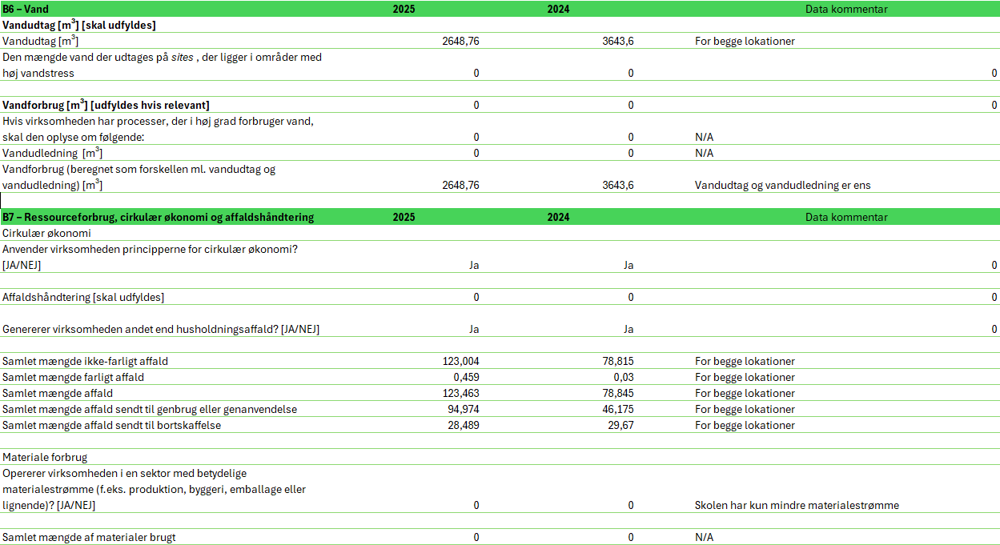 B6 – Vand 2025 2024 Data kommentar
Vandudtag [m³] [skal udfyldes]
Vandudtag [m³] 2648,76 3643,6 For begge lokationer
Den mængde vand der udtages på sites , der ligger i områder med
høj vandstress 0 0 0
Vandforbrug [m³] [udfyldes hvis relevant] 0 0 0
Hvis virksomheden har processer, der i høj grad forbruger vand,
skal den oplyse om følgende: 0 0 N/A
Vandudledning [m³] 0 0 N/A
Vandforbrug (beregnet som forskellen ml. vandudtag og
vandudledning) [m³] 2648,76 3643,6 Vandudtag og vandudledning er ens
B7 – Ressourceforbrug, cirkulær økonomi og affaldshåndtering 2025 2024 Data kommentar
Cirkulær økonomi
Anvender virksomheden principperne for cirkulær økonomi?
[JA/NEJ] Ja Ja 0
Affaldshåndtering [skal udfyldes] 0 0 0
Genererer virksomheden andet end husholdningsaffald? [JA/NEJ] Ja Ja 0
Samlet mængde ikke-farligt affald 123,004 78,815 For begge lokationer
Samlet mængde farligt affald 0,459 0,03 For begge lokationer
Samlet mængde affald 123,463 78,845 For begge lokationer
Samlet mængde affald sendt til genbrug eller genanvendelse 94,974 46,175 For begge lokationer
Samlet mængde affald sendt til bortskaffelse 28,489 29,67 For begge lokationer
Materiale forbrug
Opererer virksomheden i en sektor med betydelige
materialestrømme (f.eks. produktion, byggeri, emballage eller
lignende)? [JA/NEJ] 0 0 Skolen har kun mindre materialestrømme
Samlet mængde af materialer brugt 0 0 N/A